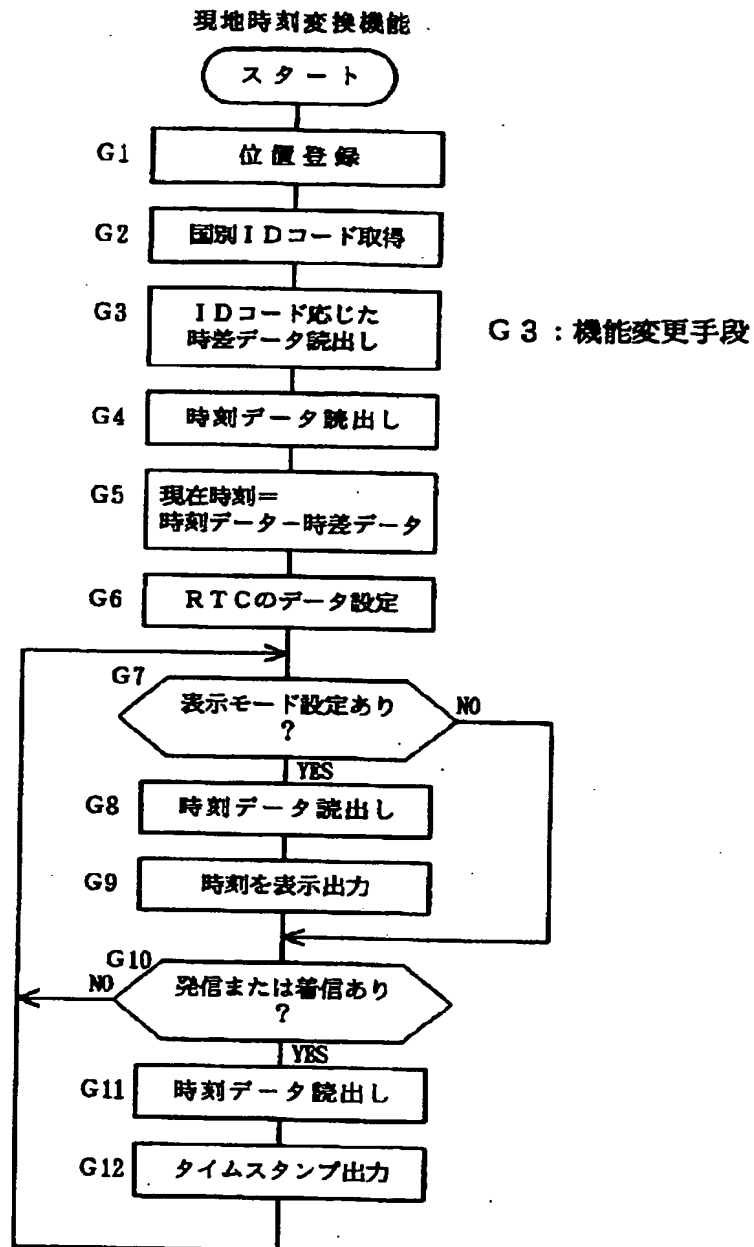 現地時刻変換機能
スタート
G1 位置登録
G2 国別IDコード取得
G3 IDコード応じた
時差データ読出し
G3:機能変更手段
G4 時刻データ読出し
G5 現在時刻=
時刻データー時差データ
G6 RTCのデータ設定
G7
表示モード設定あり
?
NO
YES
G8 時刻データ読出し
G9 時刻を表示出力
G10
NO
発信または着信あり
?
YES
G11 時刻データ読出し
G12 タイムスタンプ出力